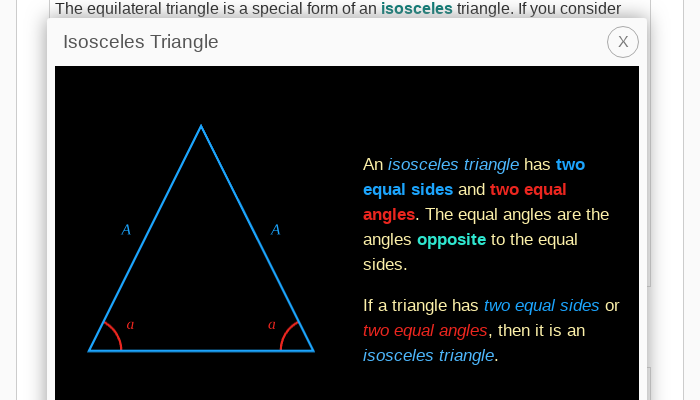 The equilateral triangle is a special form of an isosceles triangle. If you consider
Isosceles Triangle
X
An isosceles triangle has two
equal sides and two equal
angles. The equal angles are the
angles opposite to the equal
sides.
If a triangle has two equal sides or
two equal angles, then it is an
isosceles triangle.
A
A
a
a